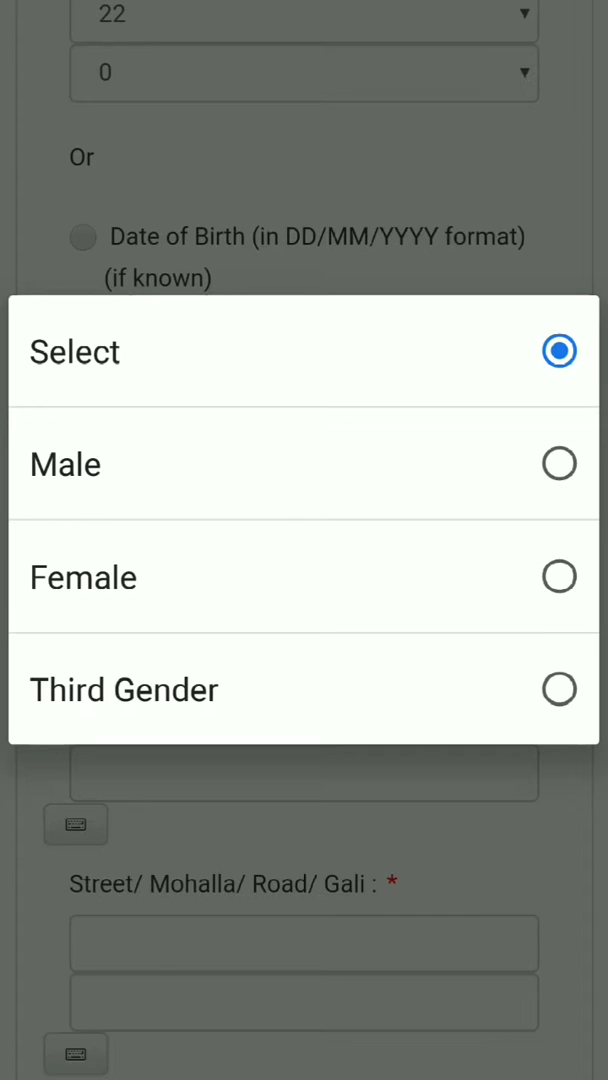 22
0
Or
Date of Birth (in DD/MM/YYYY format)
(if known)
Select
Male
Female
Third Gender
Street/ Mohalla/ Road/ Gali : *